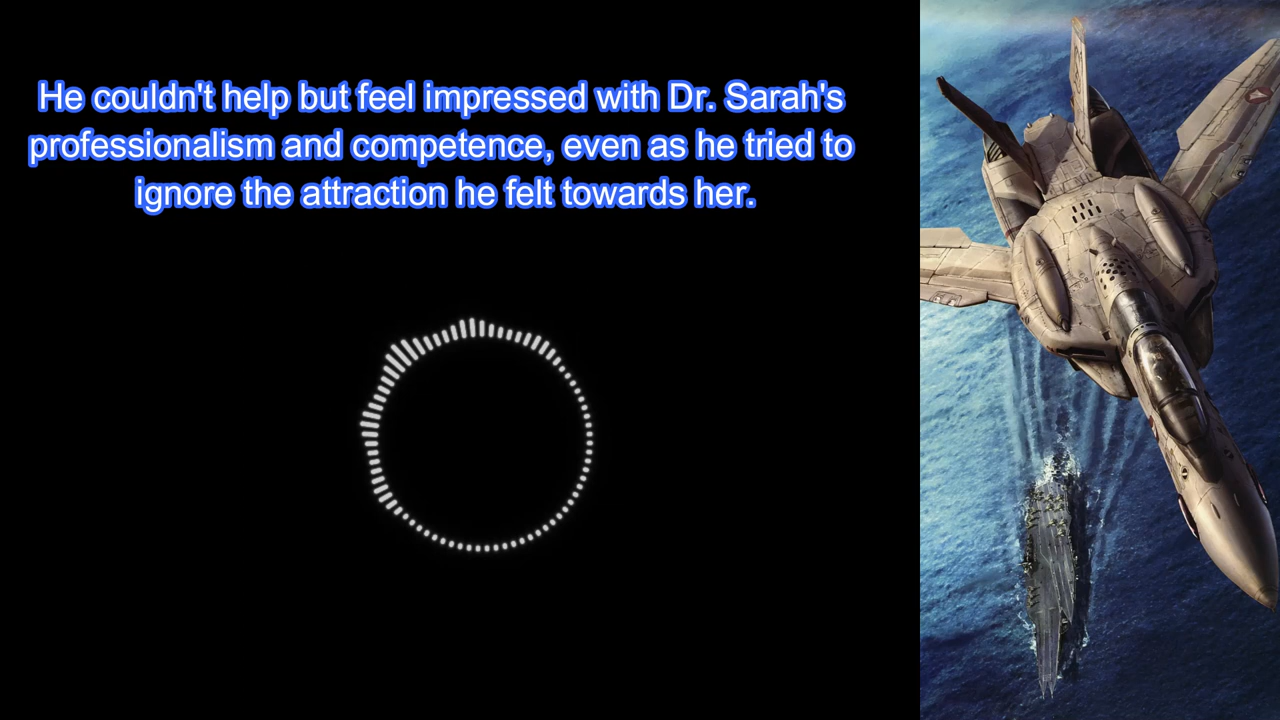 He couldn't help but feel impressed with Dr. Sarah's
professionalism and competence, even as he tried to
ignore the attraction he felt towards her.